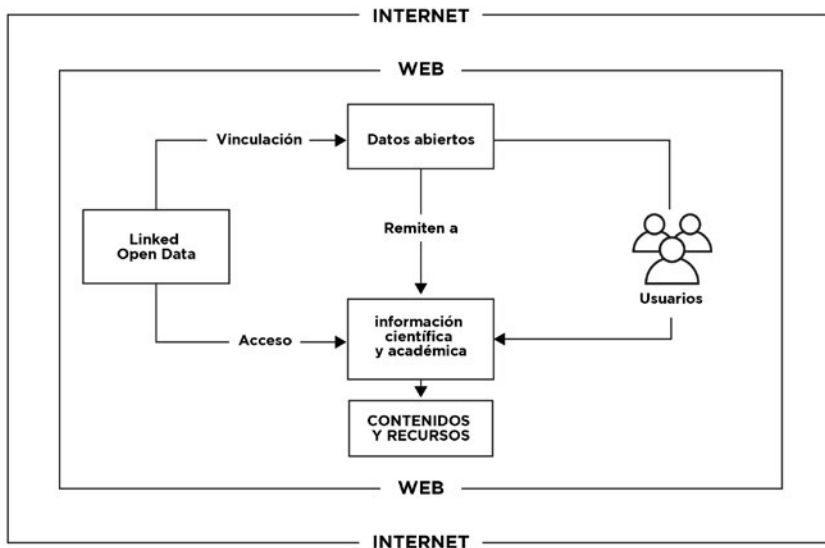 INTERNET
WEB
Vinculación
Datos abiertos
Linked
Open Data
Remiten a
Usuarios
Acceso
información
científica
y académica
CONTENIDOS
Y RECURSOS
WEB
INTERNET